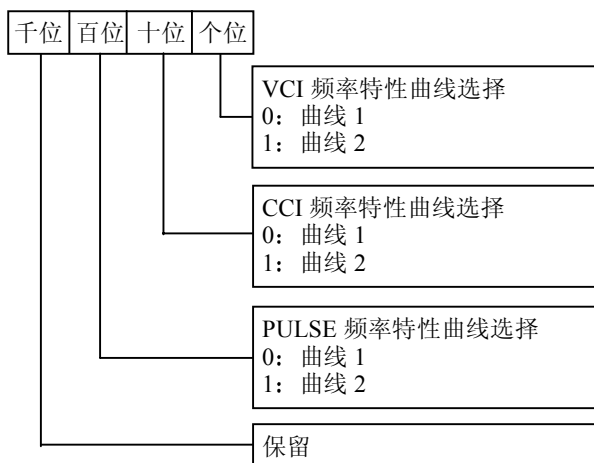 千位 百位 十位 个位
VCI 频率特性曲线选择
0：曲线 1
1：曲线 2
CCI 频率特性曲线选择
0：曲线 1
1：曲线 2
PULSE 频率特性曲线选择
0：曲线 1
1：曲线 2
保留